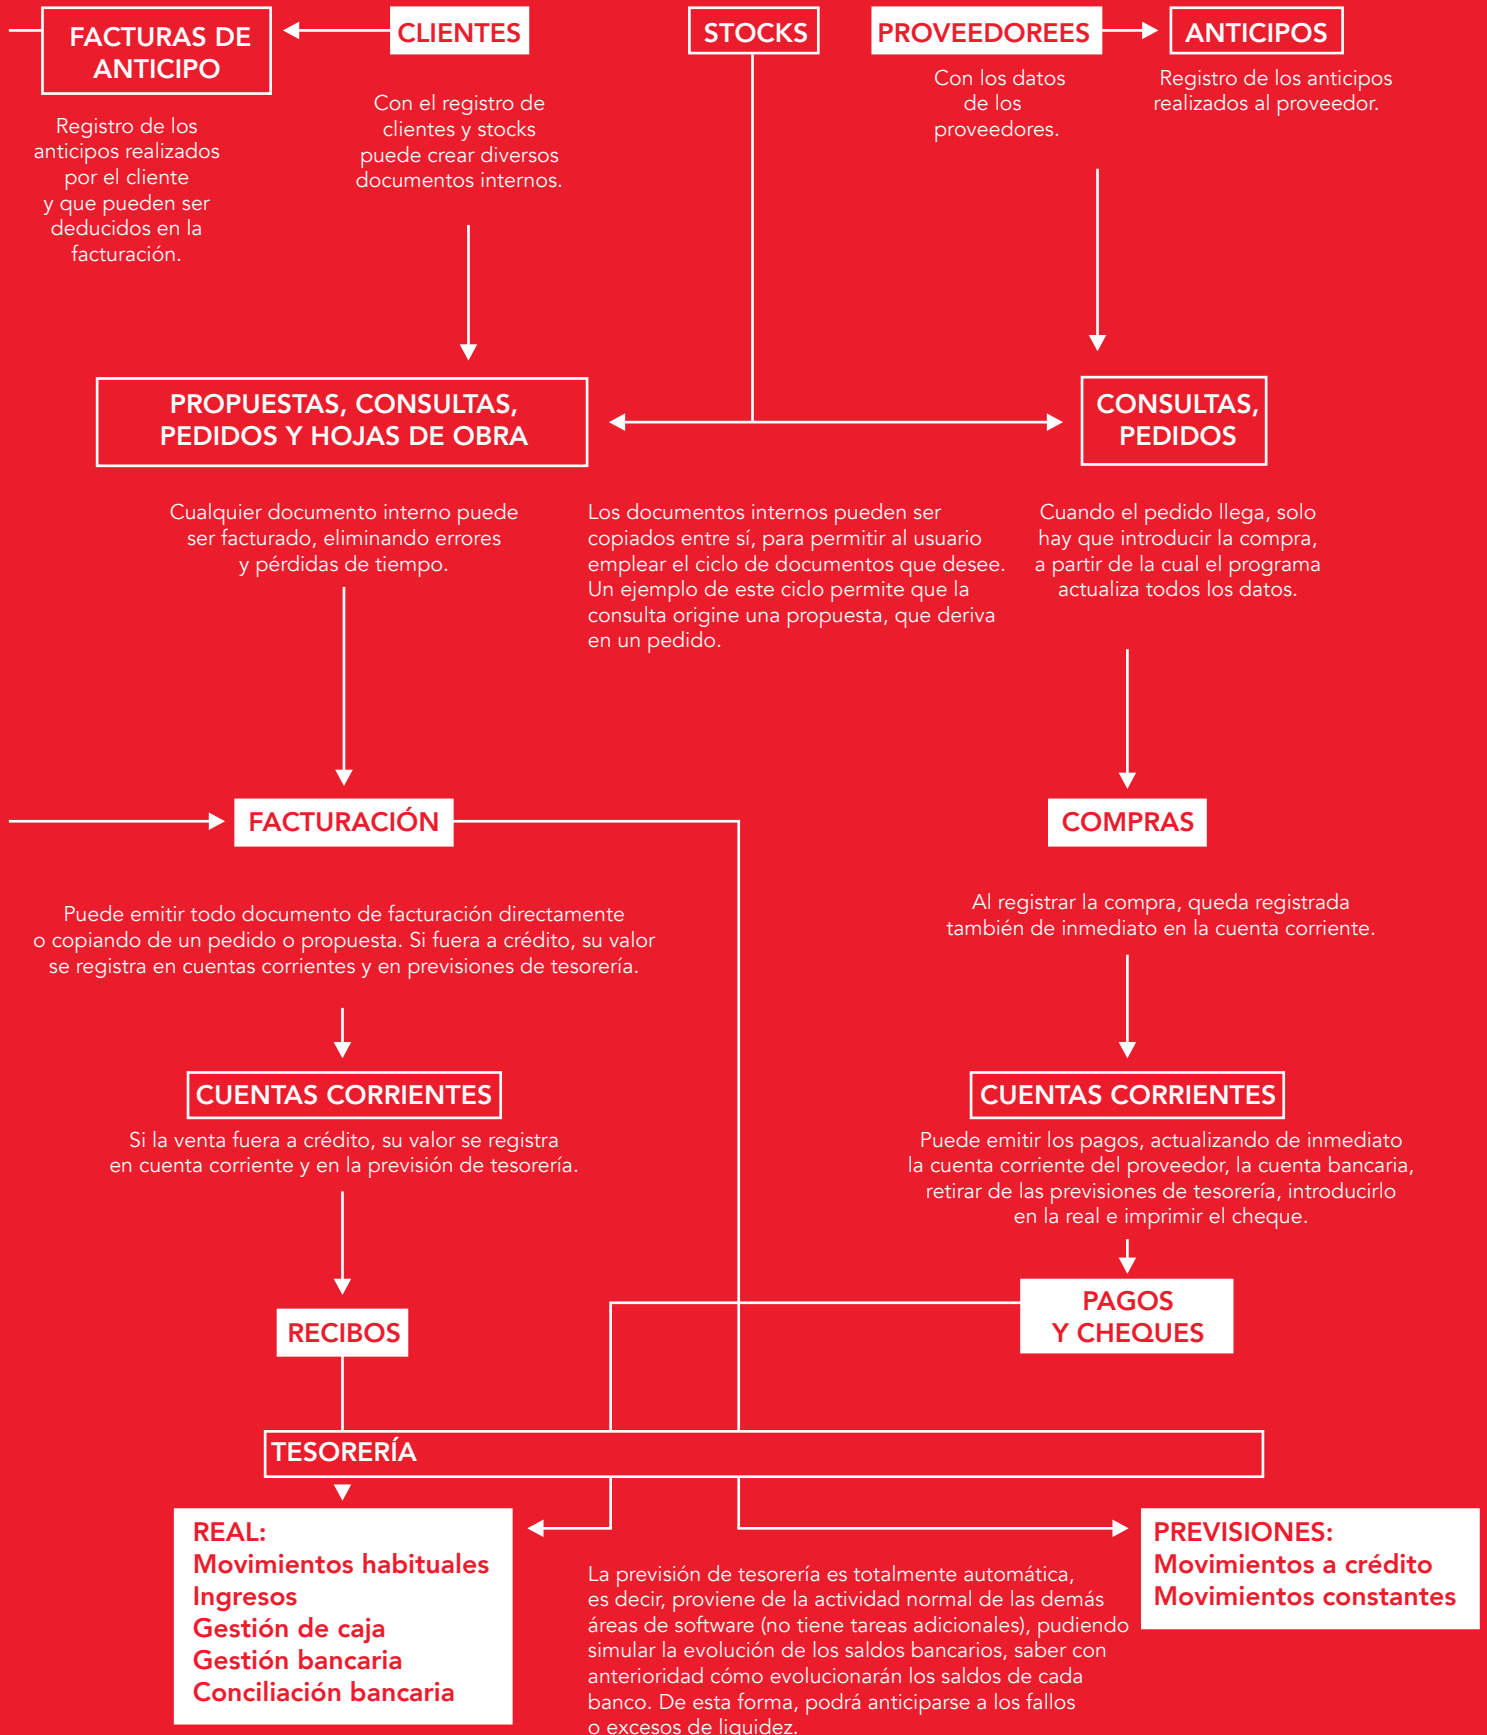 FACTURAS DE
ANTICIPO
CLIENTES
STOCKS
PROVEEDOREES
ANTICIPOS
Registro de los
anticipos realizados
por el cliente
y que pueden ser
deducidos en la
facturación.
Con el registro de
clientes y stocks
puede crear diversos
documentos internos.
Con los datos
de los
proveedores.
Registro de los anticipos
realizados al proveedor.
PROPUESTAS, CONSULTAS,
PEDIDOS Y HOJAS DE OBRA
CONSULTAS,
PEDIDOS
Cualquier documento interno puede
ser facturado, eliminando errores
y pérdidas de tiempo.
Los documentos internos pueden ser
copiados entre sí, para permitir al usuario
emplear el ciclo de documentos que desee.
Un ejemplo de este ciclo permite que la
consulta origine una propuesta, que deriva
en un pedido.
Cuando el pedido llega, solo
hay que introducir la compra,
a partir de la cual el programa
actualiza todos los datos.
FACTURACIÓN
COMPRAS
Puede emitir todo documento de facturación directamente
o copiando de un pedido o propuesta. Si fuera a crédito, su valor
se registra en cuentas corrientes y en previsiones de tesorería.
Al registrar la compra, queda registrada
también de inmediato en la cuenta corriente.
CUENTAS CORRIENTES
Si la venta fuera a crédito, su valor se registra
en cuenta corriente y en la previsión de tesorería.
CUENTAS CORRIENTES
Puede emitir los pagos, actualizando de inmediato
la cuenta corriente del proveedor, la cuenta bancaria,
retirar de las previsiones de tesorería, introducirlo
en la real e imprimir el cheque.
RECIBOS
PAGOS
Y CHEQUES
TESORERÍA
REAL:
Movimientos habituales
Ingresos
Gestión de caja
Gestión bancaria
Conciliación bancaria
La previsión de tesorería es totalmente automática,
es decir, proviene de la actividad normal de las demás
áreas de software (no tiene tareas adicionales), pudiendo
simular la evolución de los saldos bancarios, saber con
anterioridad cómo evolucionarán los saldos de cada
banco. De esta forma, podrá anticiparse a los fallos
o excesos de liquidez.
PREVISIONES:
Movimientos a crédito
Movimientos constantes